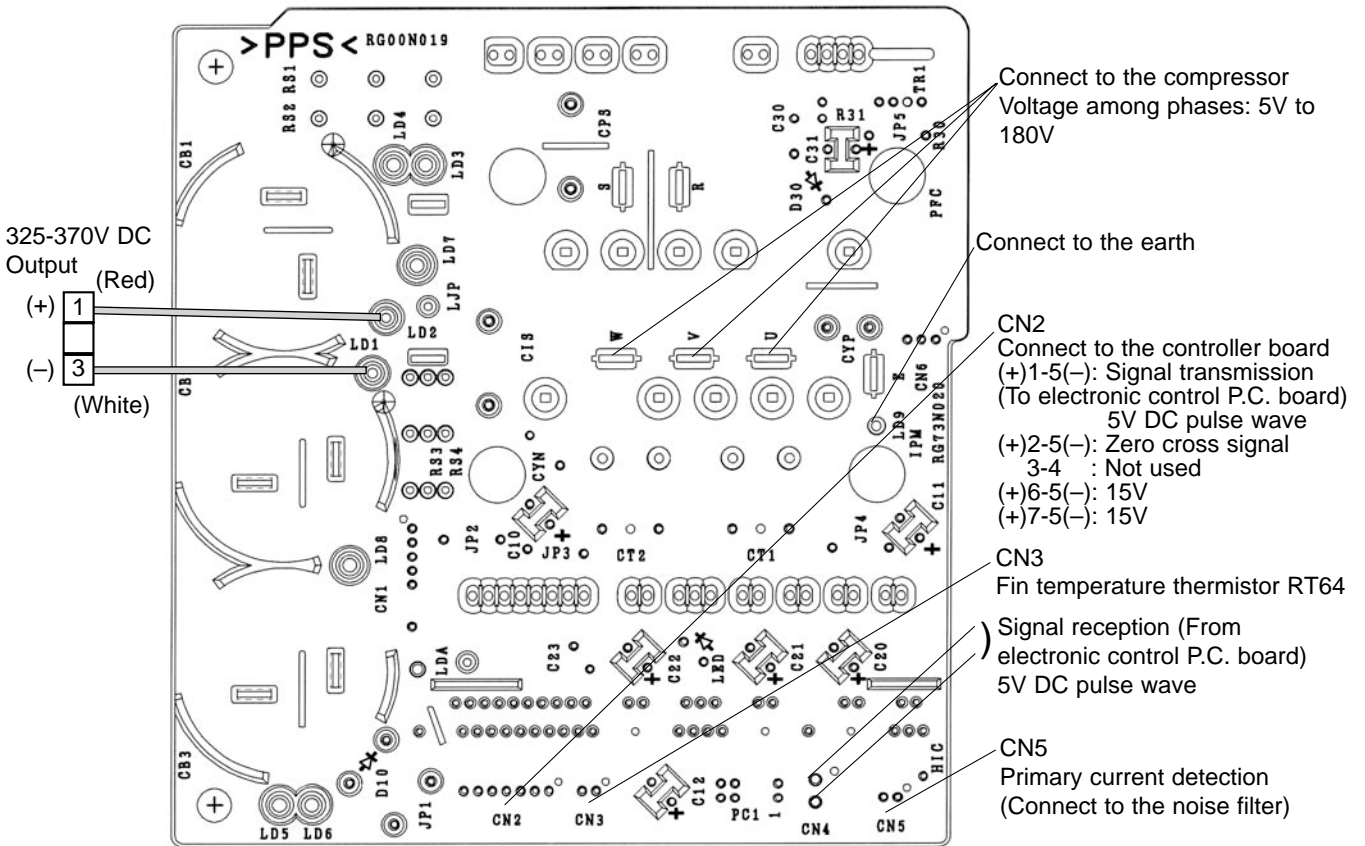 >PPS< RG00N019
RS1
RS2
LD4
LD3
CB1
CPS
S
R
C30
R31
C31
D30
JP5
TR1
R30
PFC
Connect to the compressor
Voltage among phases: 5V to
180V
325-370V DC
Output
(Red)
(+) 1
(–) 3
(White)
LD7
LJP
LD2
LD1
CB
CIS
W
V
U
CYP
E
CN6
LD9
IPM
RG73N020
Connect to the earth
CN2
Connect to the controller board
(+)1-5(–): Signal transmission
(To electronic control P.C. board)
5V DC pulse wave
(+)2-5(–): Zero cross signal
3-4 : Not used
(+)6-5(–): 15V
(+)7-5(–): 15V
RS3
RS4
CYN
JP2
C10
JP3
CT2
CT1
JP4
C11
LD8
CN1
CN3
Fin temperature thermistor RT64
Signal reception (From
electronic control P.C. board)
5V DC pulse wave
LDA
C23
C22
LED
C21
C20
CB3
D10
JP1
LD5 LD6
CN2
CN3
C12
PC1
1
CN4
CN5
HIC
CN5
Primary current detection
(Connect to the noise filter)